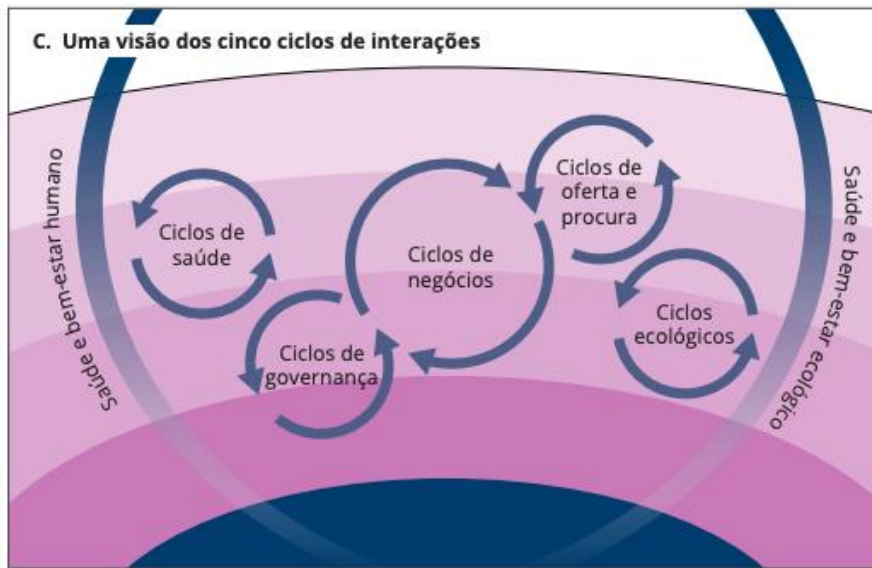 C. Uma visão dos cinco ciclos de interações
Saúde e bem-estar humano
Ciclos de
saúde
Ciclos de
governança
Ciclos de
negócios
Ciclos de
oferta e
procura
Ciclos
ecológicos
Saúde e bem-estar ecológico